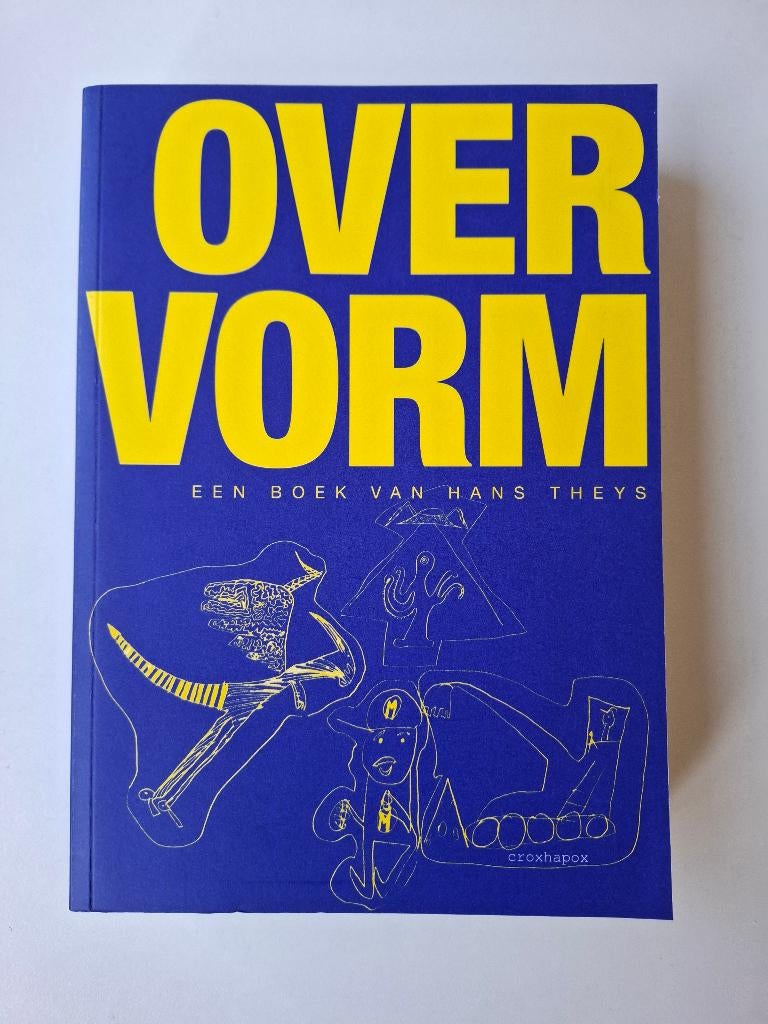 OVER
VORM
EEN BOEK VAN HANS THEYS
M
M
croxhapox